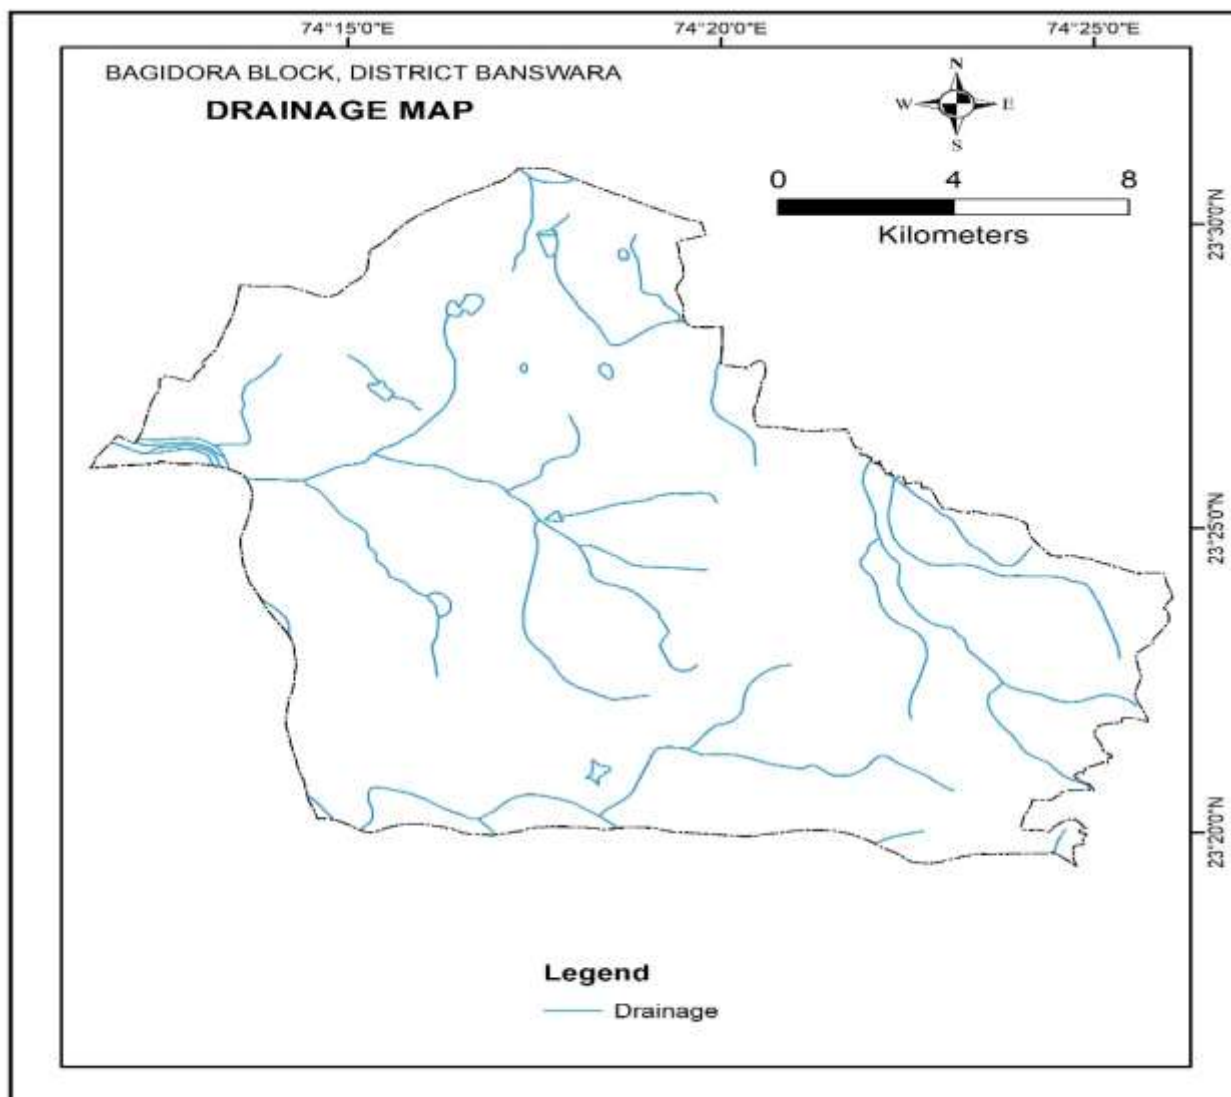 74°15'0"E 74°20'0"E 74°25'0"E
BAGIDORA BLOCK, DISTRICT BANSWARA
DRAINAGE MAP
N
W E
S
0 4 8
Kilometers
23°30'0"N
23°25'0"N
23°20'0"N
Legend
Drainage